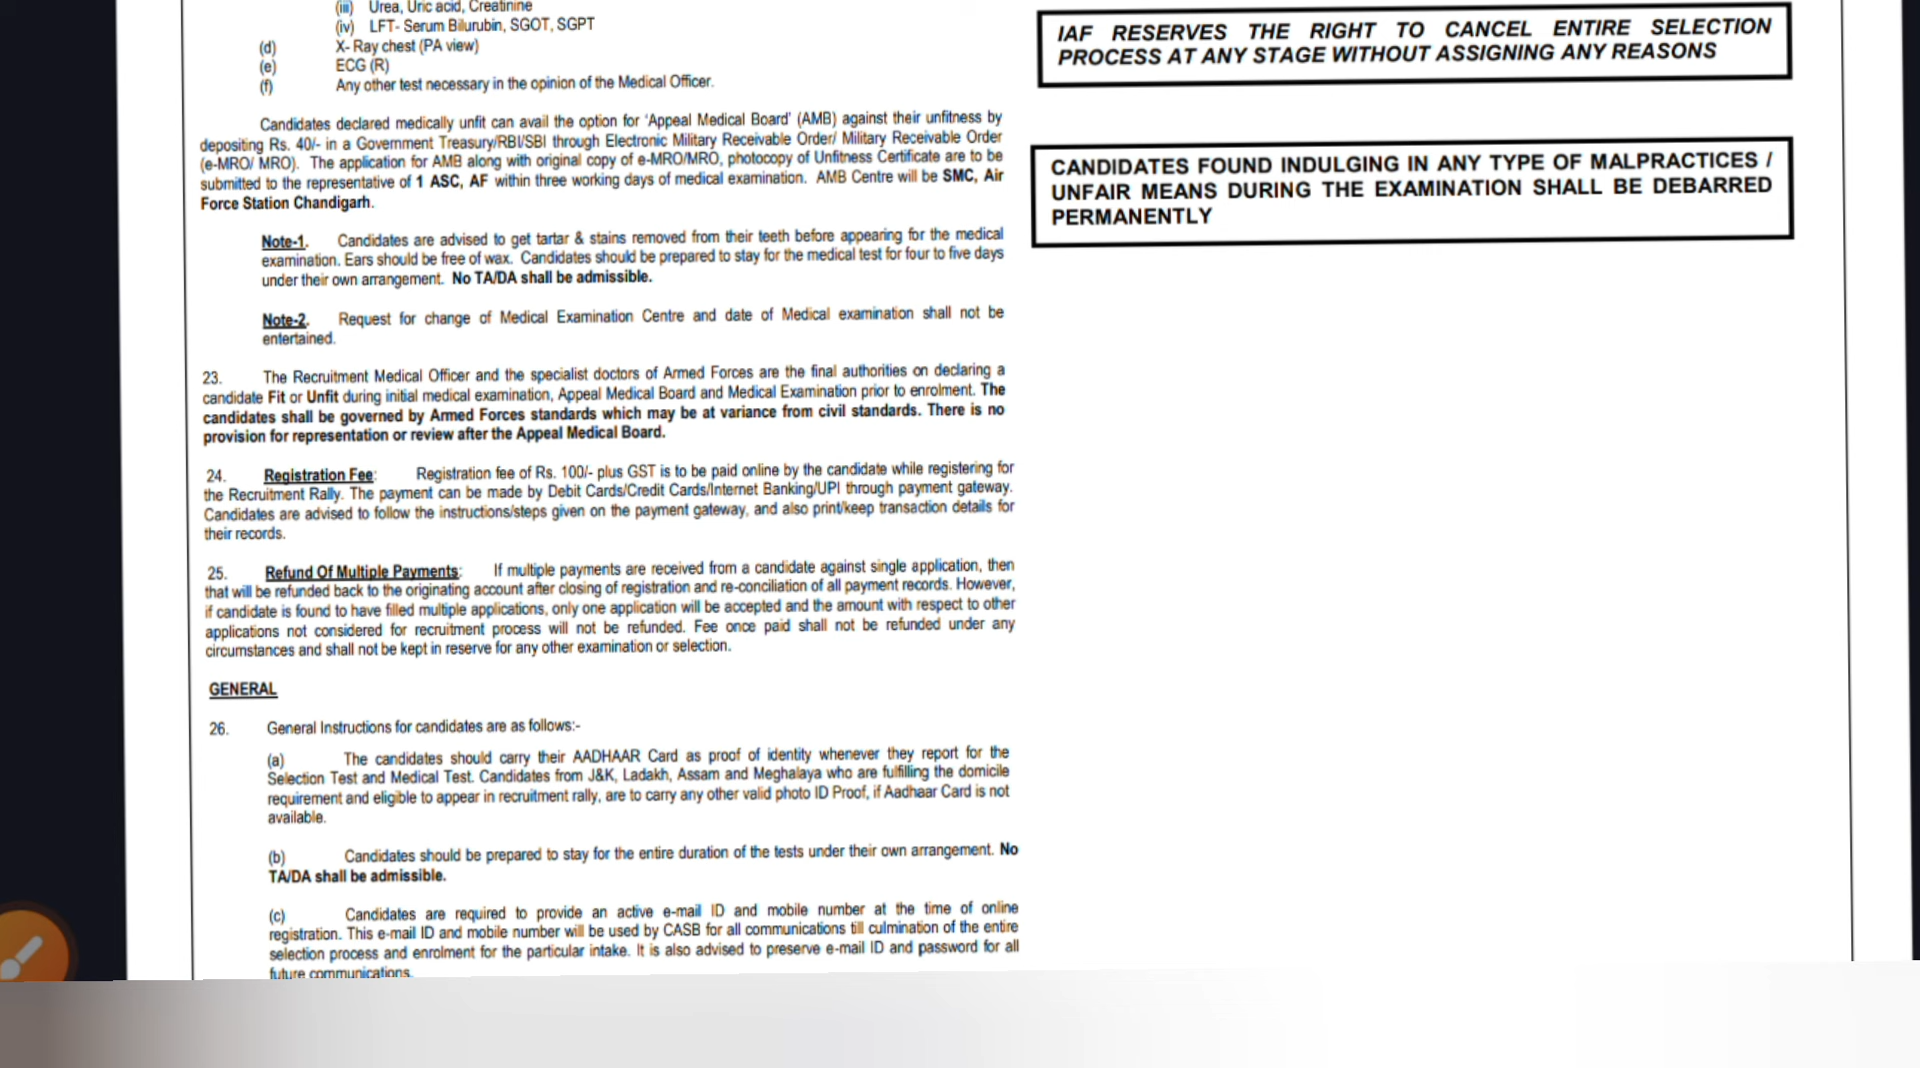 (iii) Urea, Uric acid, Creatinine
(iv) LFT- Serum Bilurubin, SGOT, SGPT
(d) X- Ray chest (PA view)
(e) ECG (R)
(f) Any other test necessary in the opinion of the Medical Officer.
Candidates declared medically unfit can avail the option for 'Appeal Medical Board' (AMB) against their unfitness by
depositing Rs. 40/- in a Government Treasury/RBI/SBI through Electronic Military Receivable Order/ Military Receivable Order
(e-MRO/ MRO). The application for AMB along with original copy of e-MRO/MRO, photocopy of Unfitness Certificate are to be
submitted to the representative of 1 ASC, AF within three working days of medical examination. AMB Centre will be SMC, Air
Force Station Chandigarh.
Note-1. Candidates are advised to get tartar & stains removed from their teeth before appearing for the medical
examination. Ears should be free of wax. Candidates should be prepared to stay for the medical test for four to five days
under their own arrangement. No TA/DA shall be admissible.
Note-2. Request for change of Medical Examination Centre and date of Medical examination shall not be
entertained.
23. The Recruitment Medical Officer and the specialist doctors of Armed Forces are the final authorities on declaring a
candidate Fit or Unfit during initial medical examination, Appeal Medical Board and Medical Examination prior to enrolment. The
candidates shall be governed by Armed Forces standards which may be at variance from civil standards. There is no
provision for representation or review after the Appeal Medical Board.
24. Registration Fee: Registration fee of Rs. 100/- plus GST is to be paid online by the candidate while registering for
the Recruitment Rally. The payment can be made by Debit Cards/Credit Cards/Internet Banking/UPI through payment gateway.
Candidates are advised to follow the instructions/steps given on the payment gateway, and also print/keep transaction details for
their records.
25. Refund Of Multiple Payments: If multiple payments are received from a candidate against single application, then
that will be refunded back to the originating account after closing of registration and re-conciliation of all payment records. However,
if candidate is found to have filled multiple applications, only one application will be accepted and the amount with respect to other
applications not considered for recruitment process will not be refunded. Fee once paid shall not be refunded under any
circumstances and shall not be kept in reserve for any other examination or selection.
GENERAL
26. General Instructions for candidates are as follows:-
(a) The candidates should carry their AADHAAR Card as proof of identity whenever they report for the
Selection Test and Medical Test. Candidates from J&K, Ladakh, Assam and Meghalaya who are fulfilling the domicile
requirement and eligible to appear in recruitment rally, are to carry any other valid photo ID Proof, if Aadhaar Card is not
available.
(b) Candidates should be prepared to stay for the entire duration of the tests under their own arrangement. No
TA/DA shall be admissible.
(c) Candidates are required to provide an active e-mail ID and mobile number at the time of online
registration. This e-mail ID and mobile number will be used by CASB for all communications till culmination of the entire
selection process and enrolment for the particular intake. It is also advised to preserve e-mail ID and password for all
future communications.
IAF RESERVES THE RIGHT TO CANCEL ENTIRE SELECTION
PROCESS AT ANY STAGE WITHOUT ASSIGNING ANY REASONS
CANDIDATES FOUND INDULGING IN ANY TYPE OF MALPRACTICES /
UNFAIR MEANS DURING THE EXAMINATION SHALL BE DEBARRED
PERMANENTLY